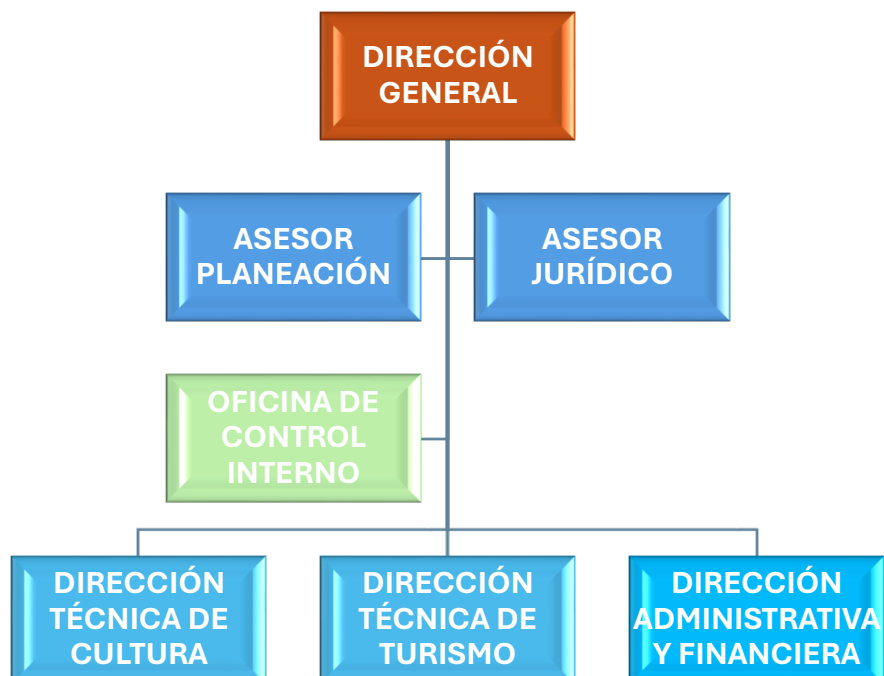 DIRECCIÓN
GENERAL
ASESOR
PLANEACIÓN
ASESOR
JURÍDICO
OFICINA DE
CONTROL
INTERNO
DIRECCIÓN
TÉCNICA DE
CULTURA
DIRECCIÓN
TÉCNICA DE
TURISMO
DIRECCIÓN
ADMINISTRATIVA
Y FINANCIERA